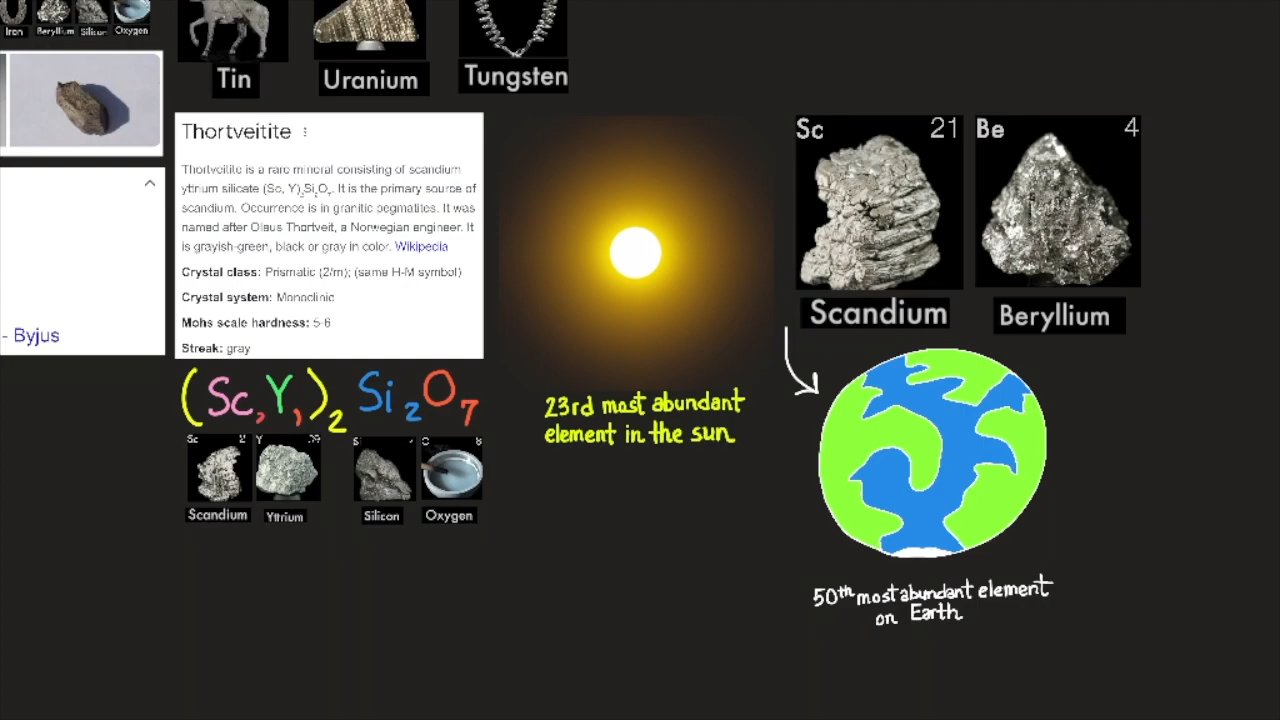 Iron
Beryllium
Silicon
Oxygen
Tin
Uranium
Tungsten
- Byjus
Thortveitite
Thortveitite is a rare mineral consisting of scandium
yttrium silicate (Sc, Y)₂Si₂O₇. It is the primary source of
scandium. Occurrence is in granitic pegmatites. It was
named after Olaus Thortveit, a Norwegian engineer. It
is grayish-green, black or gray in color. Wikipedia
Crystal class: Prismatic (2/m); (same H-M symbol)
Crystal system: Monoclinic
Mohs scale hardness: 5-6
Streak: gray
(Sc, Y,)₂ Si₂O₇
Sc
Y 39
8
Scandium
Yttrium
Silicon
Oxygen
23rd most abundant
element in the sun
Sc 21
Be 4
Scandium
Beryllium
50th most abundant element
on Earth